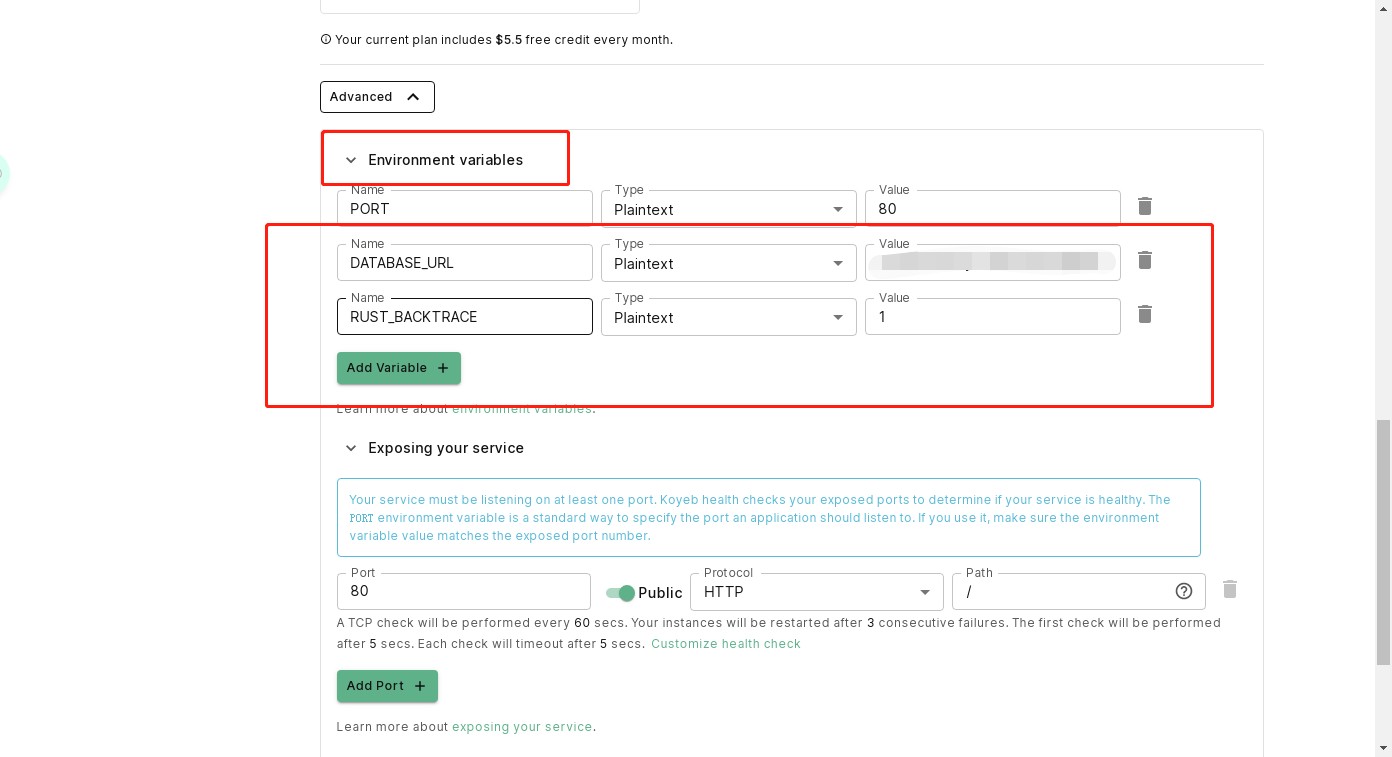 Your current plan includes $5.5 free credit every month.
Advanced
Environment variables
Name Type Value
PORT Plaintext 80
Name Type Value
DATABASE_URL Plaintext
Name Type Value
RUST_BACKTRACE Plaintext 1
Add Variable +
Learn more about environment variables.
Exposing your service
Your service must be listening on at least one port. Koyeb health checks your exposed ports to determine if your service is healthy. The
PORT environment variable is a standard way to specify the port an application should listen to. If you use it, make sure the environment
variable value matches the exposed port number.
Port Protocol Path
80 Public HTTP /
A TCP check will be performed every 60 secs. Your instances will be restarted after 3 consecutive failures. The first check will be performed
after 5 secs. Each check will timeout after 5 secs. Customize health check
Add Port +
Learn more about exposing your service.